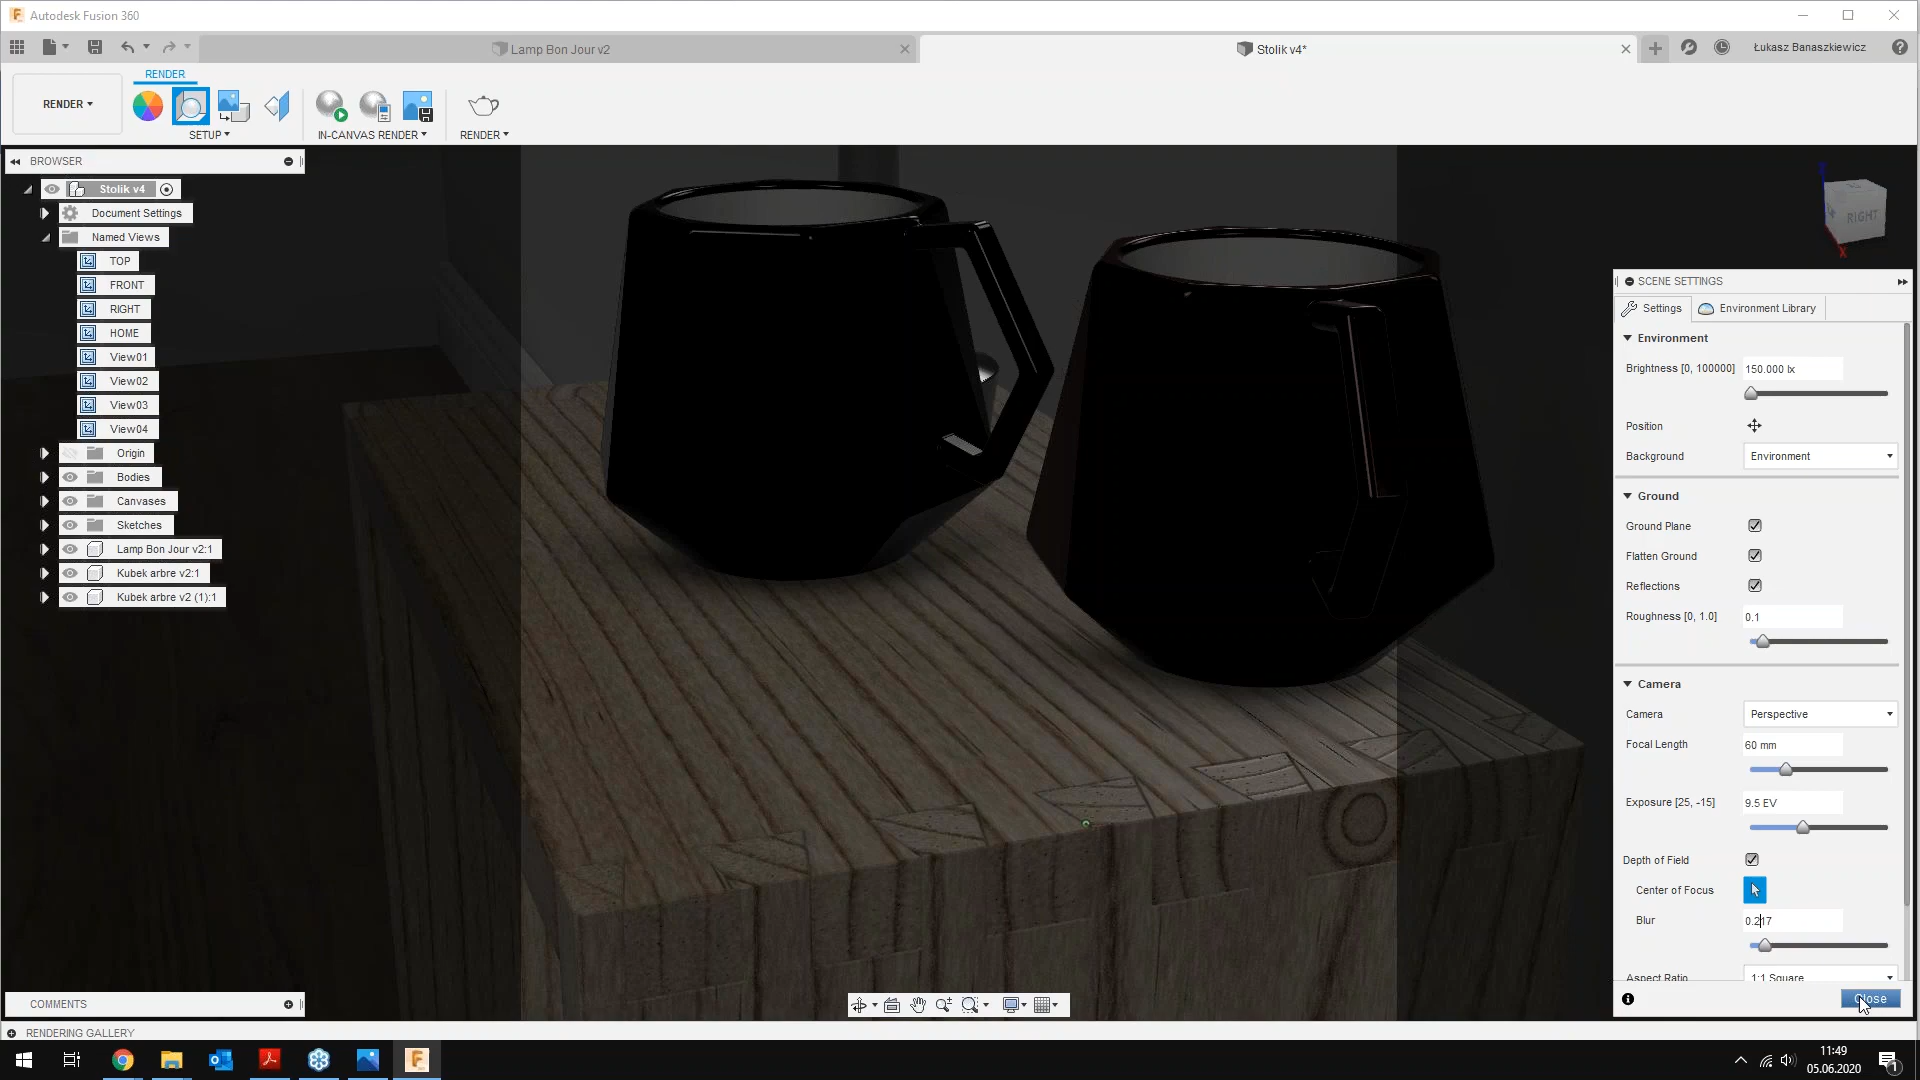 Autodesk Fusion 360
Lamp Bon Jour v2
Stolik v4*
Łukasz Banaszkiewicz
RENDER
RENDER
SETUP
IN-CANVAS RENDER
RENDER
BROWSER
Stolik v4
Document Settings
Named Views
TOP
FRONT
RIGHT
HOME
View01
View02
View03
View04
Origin
Bodies
Canvases
Sketches
Lamp Bon Jour v2:1
Kubek arbre v2:1
Kubek arbre v2 (1):1
RIGHT
X
SCENE SETTINGS
Settings
Environment Library
Environment
Brightness [0, 100000] 150.000 lx
Position
Background Environment
Ground
Ground Plane
Flatten Ground
Reflections
Roughness [0, 1.0] 0.1
Camera
Camera Perspective
Focal Length 60 mm
Exposure [25, -15] 9.5 EV
Depth of Field
Center of Focus
Blur 0.217
Aspect Ratio 1:1 Square
Close
COMMENTS
RENDERING GALLERY
11:49
05.06.2020
1